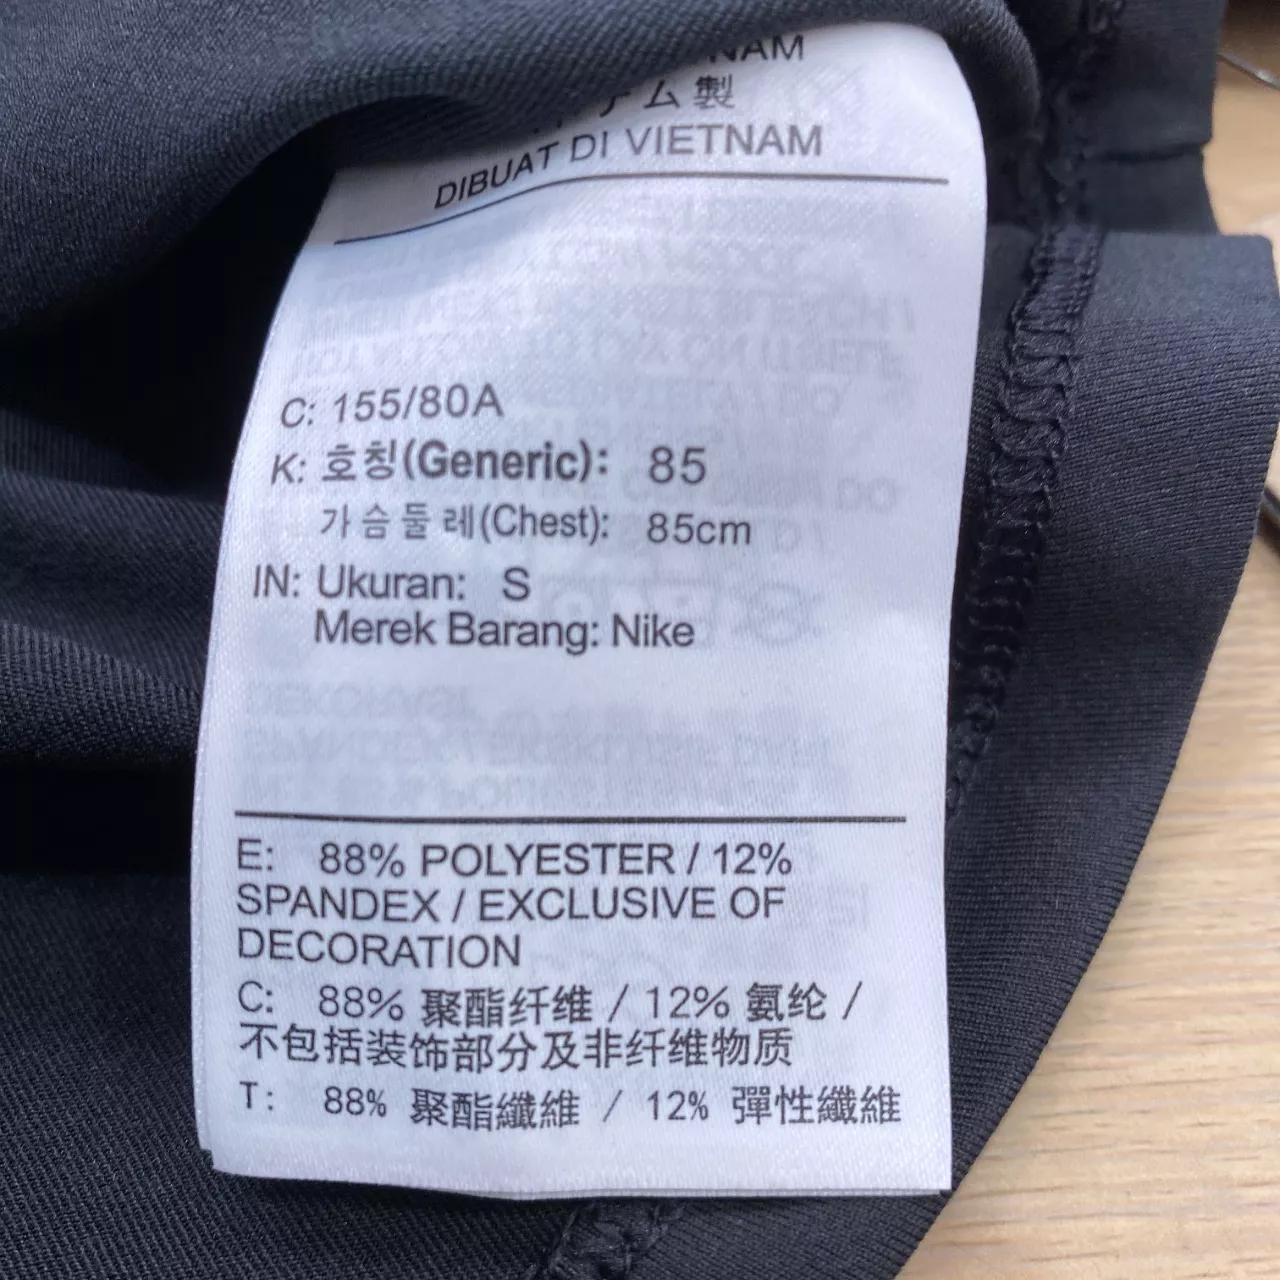 NAM
ナム製
DIBUAT DI VIETNAM
C: 155/80A
K: 호칭(Generic): 85
가슴둘레(Chest): 85cm
IN: Ukuran: S
Merek Barang: Nike
E: 88% POLYESTER / 12%
SPANDEX / EXCLUSIVE OF
DECORATION
C: 88% 聚酯纤维 / 12% 氨纶 /
不包括装饰部分及非纤维物质
T: 88% 聚酯纖維 / 12% 彈性纖維